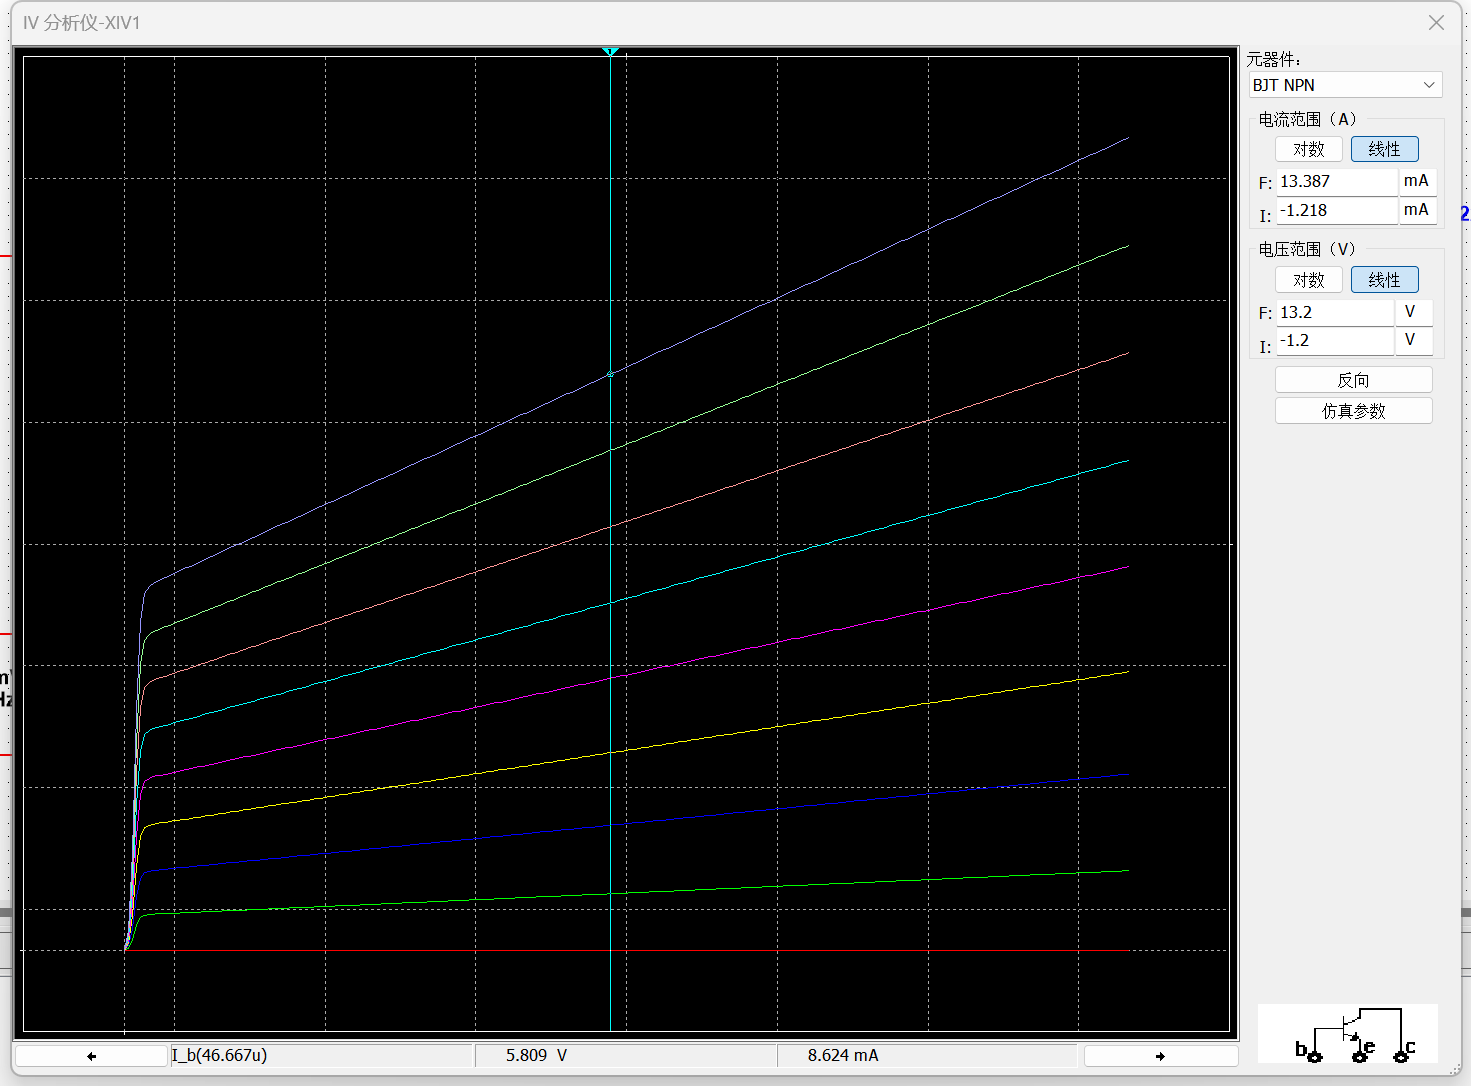 IV 分析仪-XIV1
元器件：
BJT NPN
电流范围（A）
对数 线性
F: 13.387 mA
I: -1.218 mA
2
电压范围（V）
对数 线性
F: 13.2 V
I: -1.2 V
反向
仿真参数
Hz
b e c
I_b(46.667u) 5.809 V 8.624 mA